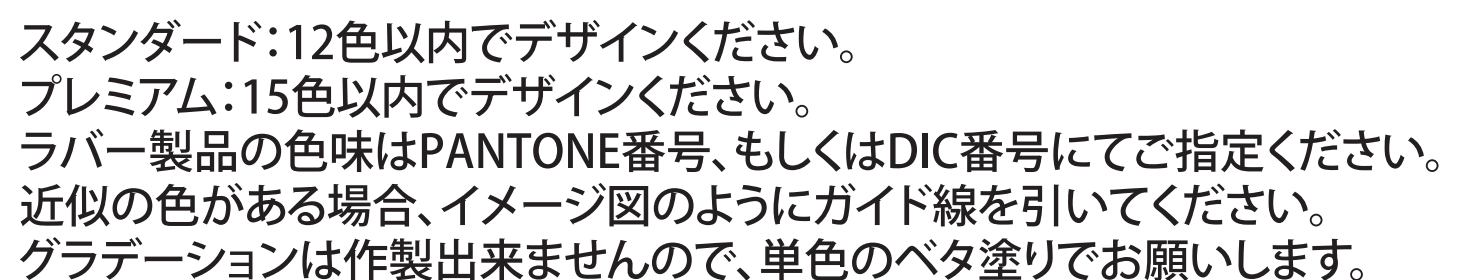 スタンダード：12色以内でデザインください。
プレミアム：15色以内でデザインください。
ラバー製品の色味はPANTONE番号、もしくはDIC番号にてご指定ください。
近似の色がある場合、イメージ図のようにガイド線を引いてください。
グラデーションは作製出来ませんので、単色のベタ塗りでお願いします。